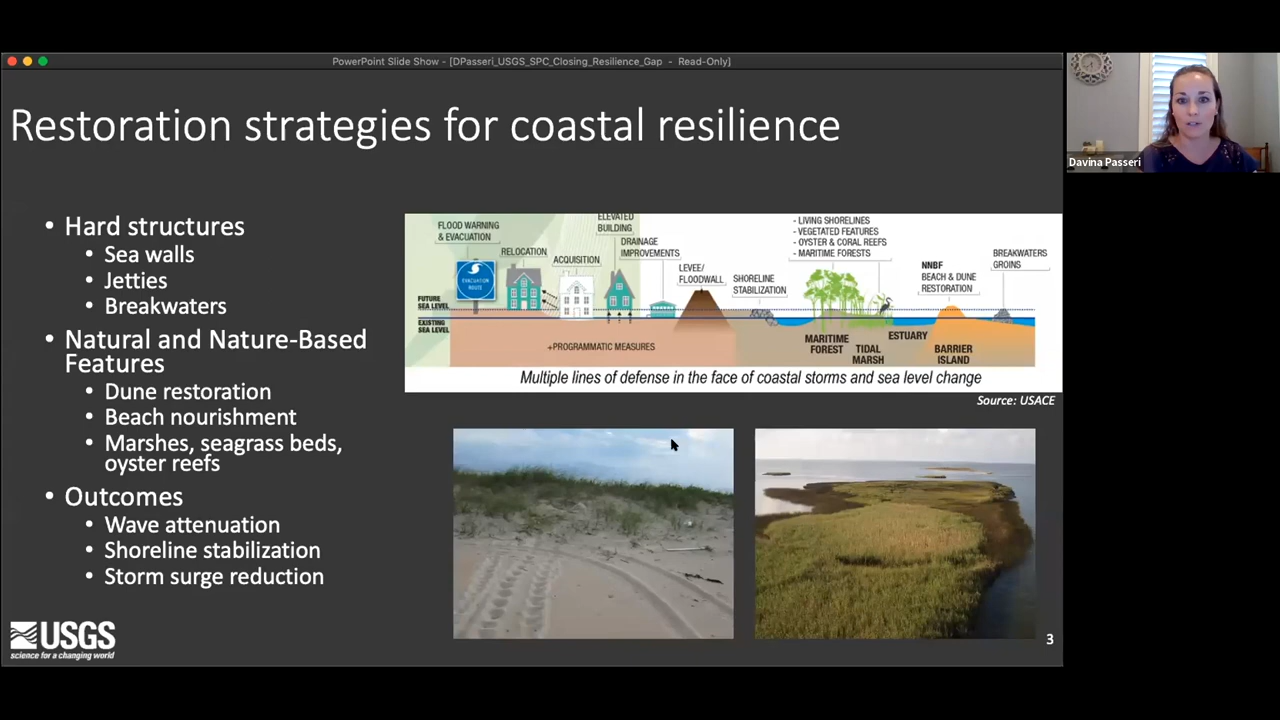 PowerPoint Slide Show - [DPasseri_USGS_SPC_Closing_Resilience_Gap - Read-Only]
Davina Passeri
Restoration strategies for coastal resilience
• Hard structures
• Sea walls
• Jetties
• Breakwaters
• Natural and Nature-Based
Features
• Dune restoration
• Beach nourishment
• Marshes, seagrass beds,
oyster reefs
• Outcomes
• Wave attenuation
• Shoreline stabilization
• Storm surge reduction
FLOOD WARNING
& EVACUATION
EVACUATION
ROUTE
RELOCATION
ACQUISITION
ELEVATED
BUILDING
DRAINAGE
IMPROVEMENTS
LEVEE/
FLOODWALL
SHORELINE
STABILIZATION
- LIVING SHORELINES
- VEGETATED FEATURES
- OYSTER & CORAL REEFS
- MARITIME FORESTS
NNBF
BEACH & DUNE
RESTORATION
BREAKWATERS
GROINS
FUTURE
SEA LEVEL
EXISTING
SEA LEVEL
+PROGRAMMATIC MEASURES
MARITIME
FOREST
TIDAL
MARSH
ESTUARY
BARRIER
ISLAND
Multiple lines of defense in the face of coastal storms and sea level change
Source: USACE
USGS
science for a changing world
3